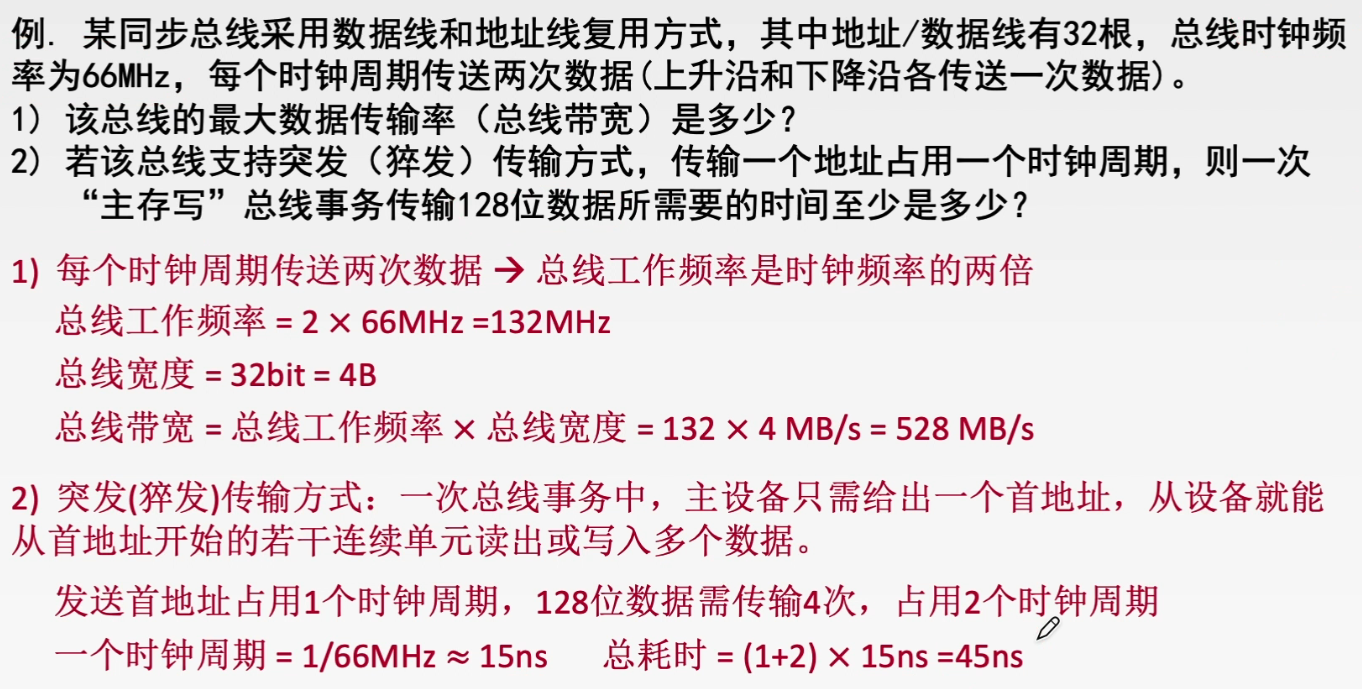 例. 某同步总线采用数据线和地址线复用方式，其中地址/数据线有32根，总线时钟频
率为66MHz，每个时钟周期传送两次数据(上升沿和下降沿各传送一次数据)。
1) 该总线的最大数据传输率（总线带宽）是多少？
2) 若该总线支持突发（猝发）传输方式，传输一个地址占用一个时钟周期，则一次
“主存写”总线事务传输128位数据所需要的时间至少是多少？
1) 每个时钟周期传送两次数据 → 总线工作频率是时钟频率的两倍
总线工作频率 = 2 × 66MHz =132MHz
总线宽度 = 32bit = 4B
总线带宽 = 总线工作频率 × 总线宽度 = 132 × 4 MB/s = 528 MB/s
2) 突发(猝发)传输方式：一次总线事务中，主设备只需给出一个首地址，从设备就能
从首地址开始的若干连续单元读出或写入多个数据。
发送首地址占用1个时钟周期，128位数据需传输4次，占用2个时钟周期
一个时钟周期 = 1/66MHz ≈ 15ns 总耗时 = (1+2) × 15ns =45ns